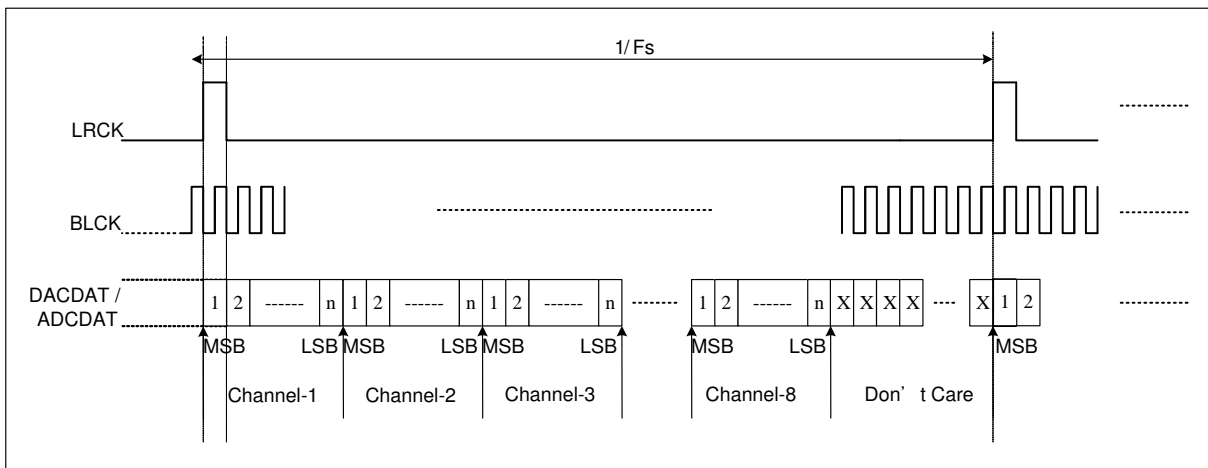 1/ Fs
LRCK
BLCK
DACDAT /
ADCDAT
1 2 ------ n 1 2 ------ n 1 2 ------ n 1 2 ------ n X X X X X 1 2
MSB LSB MSB LSB MSB LSB MSB LSB MSB
Channel-1 Channel-2 Channel-3 Channel-8 Don’ t Care